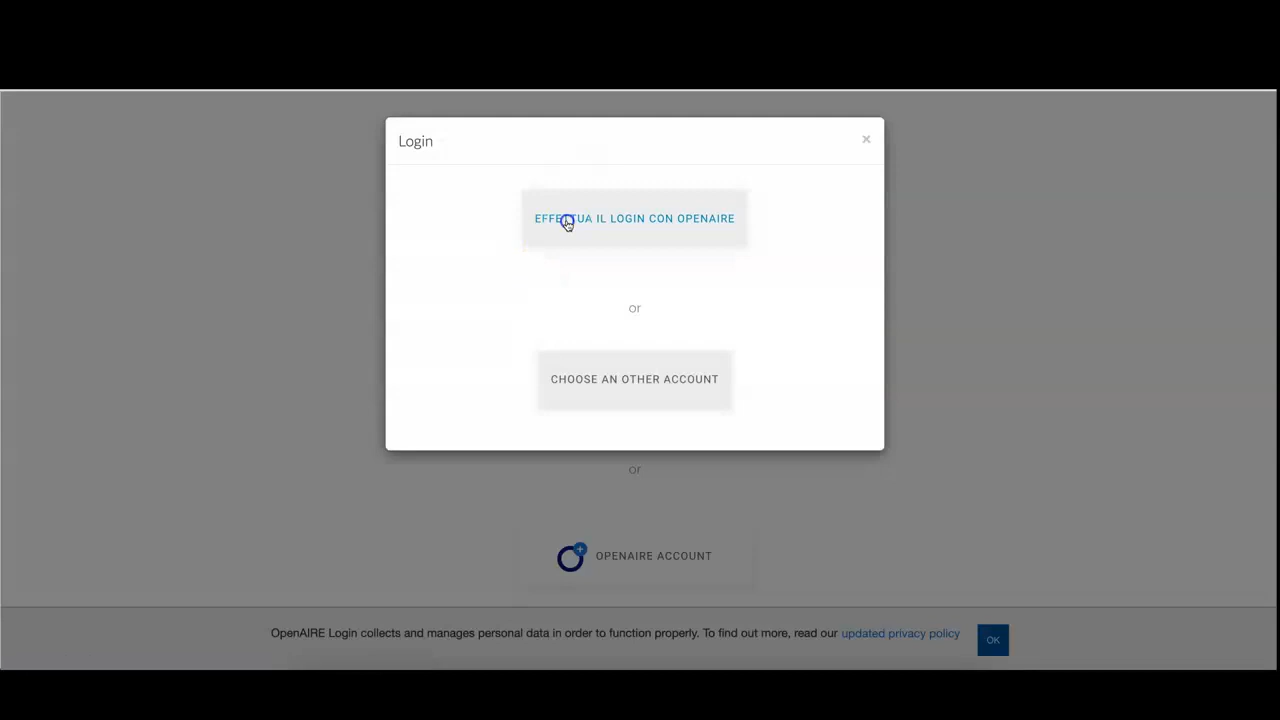 Login
×
EFFETTUA IL LOGIN CON OPENAIRE
or
CHOOSE AN OTHER ACCOUNT
or
OPENAIRE ACCOUNT
OpenAIRE Login collects and manages personal data in order to function properly. To find out more, read our updated privacy policy
OK